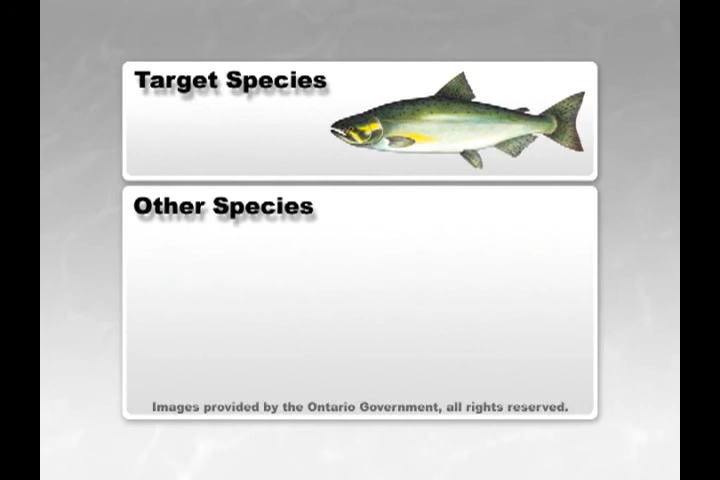 Target Species
Other Species
Images provided by the Ontario Government, all rights reserved.